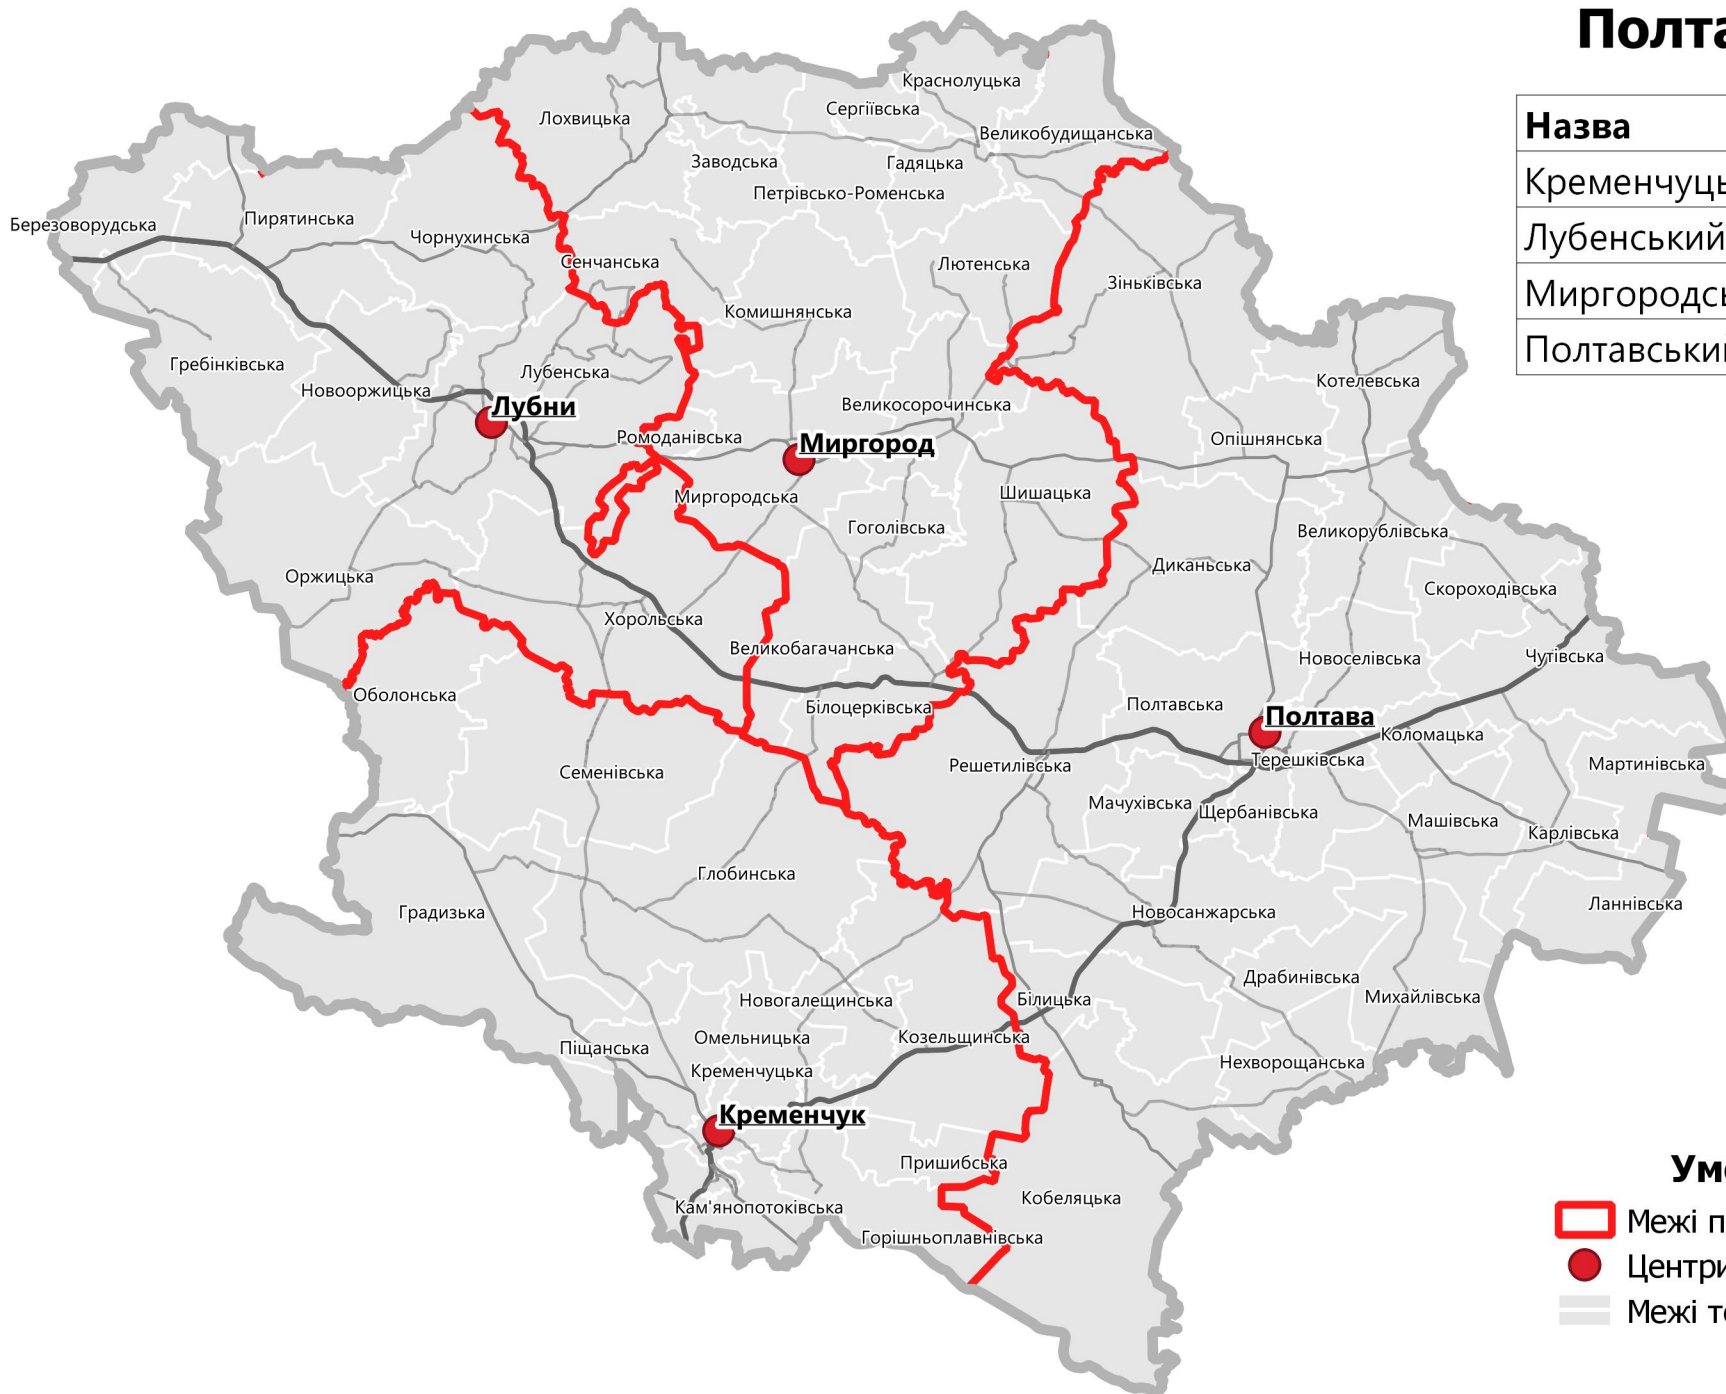 Полта
Назва
Кременчуць
Лубенський
Миргородсь
Полтавський
Краснолуцька
Сергіївська
Лохвицька
Великобудищанська
Заводська
Гадяцька
Петрівсько-Роменська
Березоворудська
Пирятинська
Чорнухинська
Сенчанська
Лютенська
Зіньківська
Комишнянська
Гребінківська
Лубенська
Новооржицька
Котелевська
Лубни
Великосорочинська
Ромоданівська
Миргород
Опішнянська
Миргородська
Шишацька
Гоголівська
Великорублівська
Диканьська
Оржицька
Скороходівська
Хорольська
Великобагачанська
Новоселівська
Чутівська
Оболонська
Білоцерківська
Полтавська
Полтава
Коломацька
Семенівська
Решетилівська
Терешківська
Мартинівська
Мачухівська
Щербанівська
Машівська
Карлівська
Глобинська
Градизька
Новосанжарська
Ланнівська
Драбинівська
Новогалещинська
Білицька
Михайлівська
Омельницька
Козельщинська
Піщанська
Нехворощанська
Кременчуцька
Кременчук
Пришибська
Кобеляцька
Кам'янопотоківська
Горішньоплавнівська
Умо
Межі п
Центри
Межі те